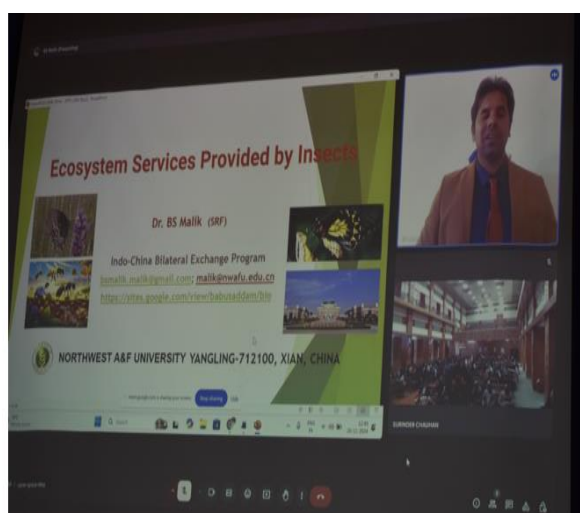 Ecosystem Services Provided by Insects
Dr. BS Malik (SRF)
Indo-China Bilateral Exchange Program
bsmalik.malik@gmail.com; malik@nwafu.edu.cn
https://sites.google.com/view/babusaddam/bio
NORTHWEST A&F UNIVERSITY YANGLING-712100, XIAN, CHINA
Stop sharing
Hide
Search
SURINDER CHAUHAN